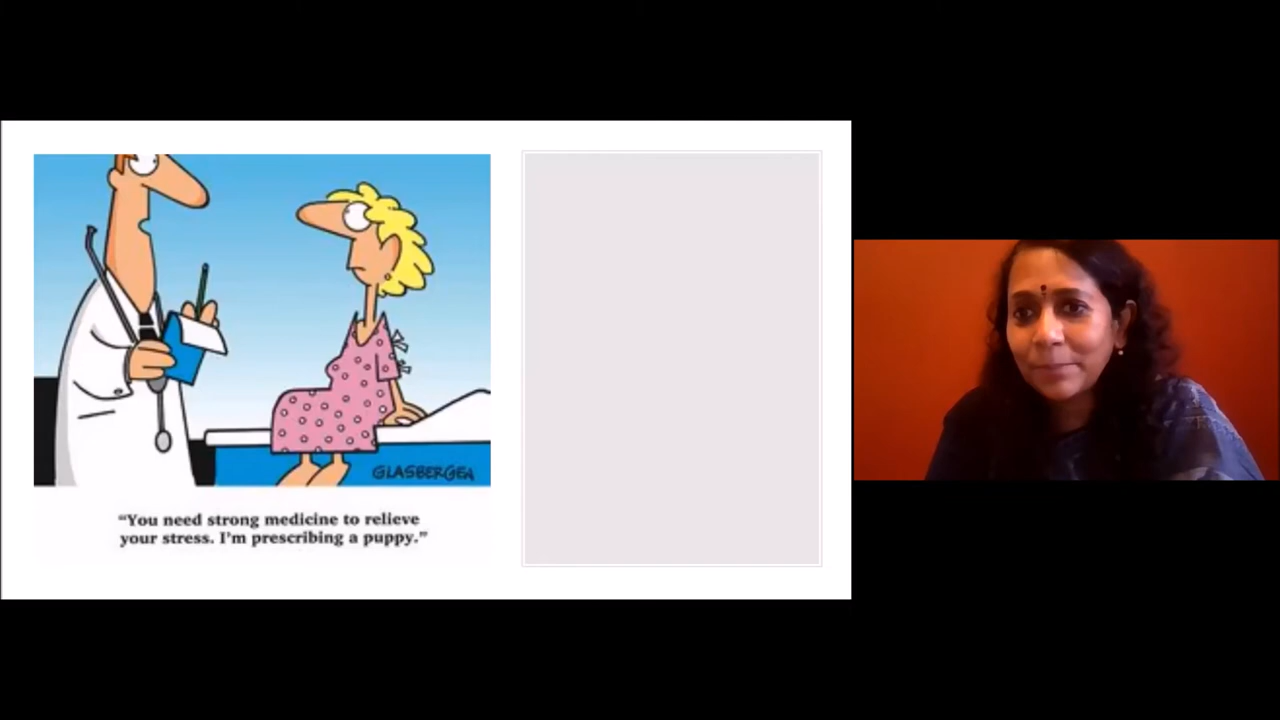 GLASBERGEN
“You need strong medicine to relieve
your stress. I’m prescribing a puppy.”